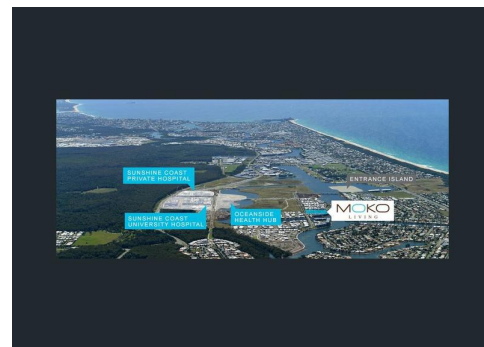 SUNSHINE COAST
PRIVATE HOSPITAL
ENTRANCE ISLAND
SUNSHINE COAST
UNIVERSITY HOSPITAL
OCEANSIDE
HEALTH HUB
MOKO
LIVING